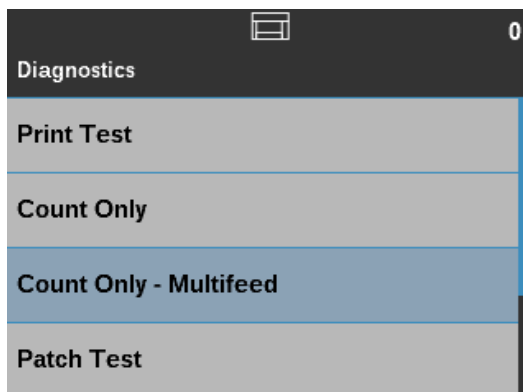 0
Diagnostics
Print Test
Count Only
Count Only - Multifeed
Patch Test